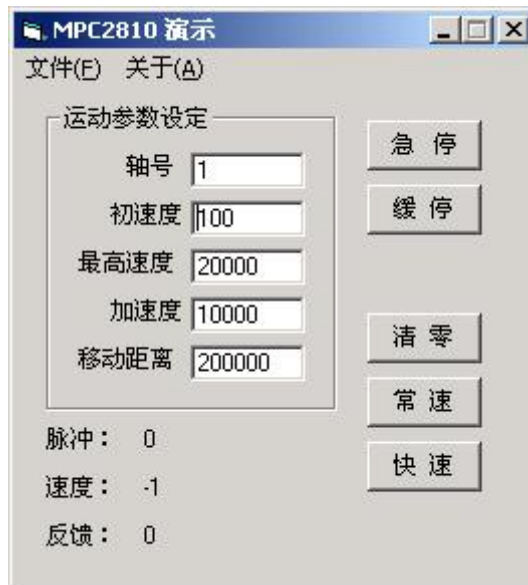 MPC2810 演示
文件(F) 关于(A)
运动参数设定
轴号 1
初速度 100
最高速度 20000
加速度 10000
移动距离 200000
急 停
缓 停
清 零
常 速
快 速
脉冲： 0
速度： -1
反馈： 0